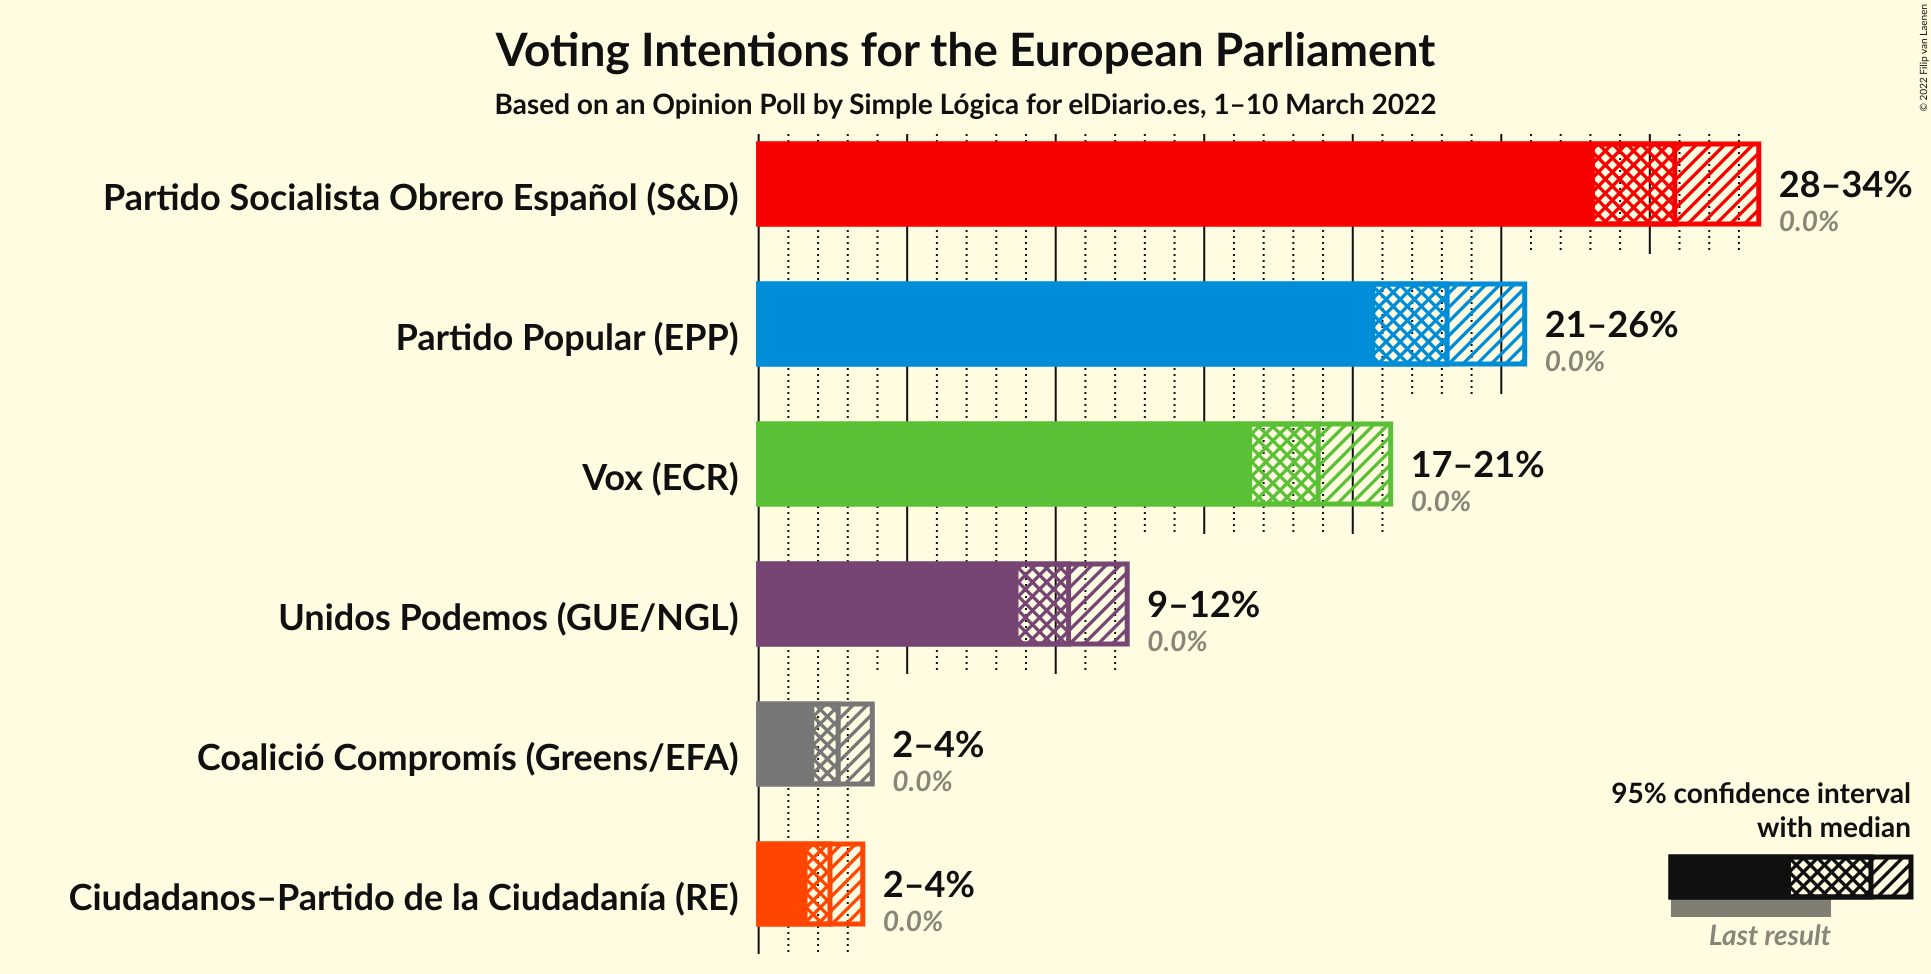 Voting Intentions for the European Parliament
Based on an Opinion Poll by Simple Lógica for elDiario.es, 1–10 March 2022
© 2022 Filip van Laenen
Partido Socialista Obrero Español (S&D)
28–34%
0.0%
Partido Popular (EPP)
21–26%
0.0%
Vox (ECR)
17–21%
0.0%
Unidos Podemos (GUE/NGL)
9–12%
0.0%
Coalició Compromís (Greens/EFA)
2–4%
0.0%
Ciudadanos–Partido de la Ciudadanía (RE)
2–4%
0.0%
95% confidence interval
with median
Last result